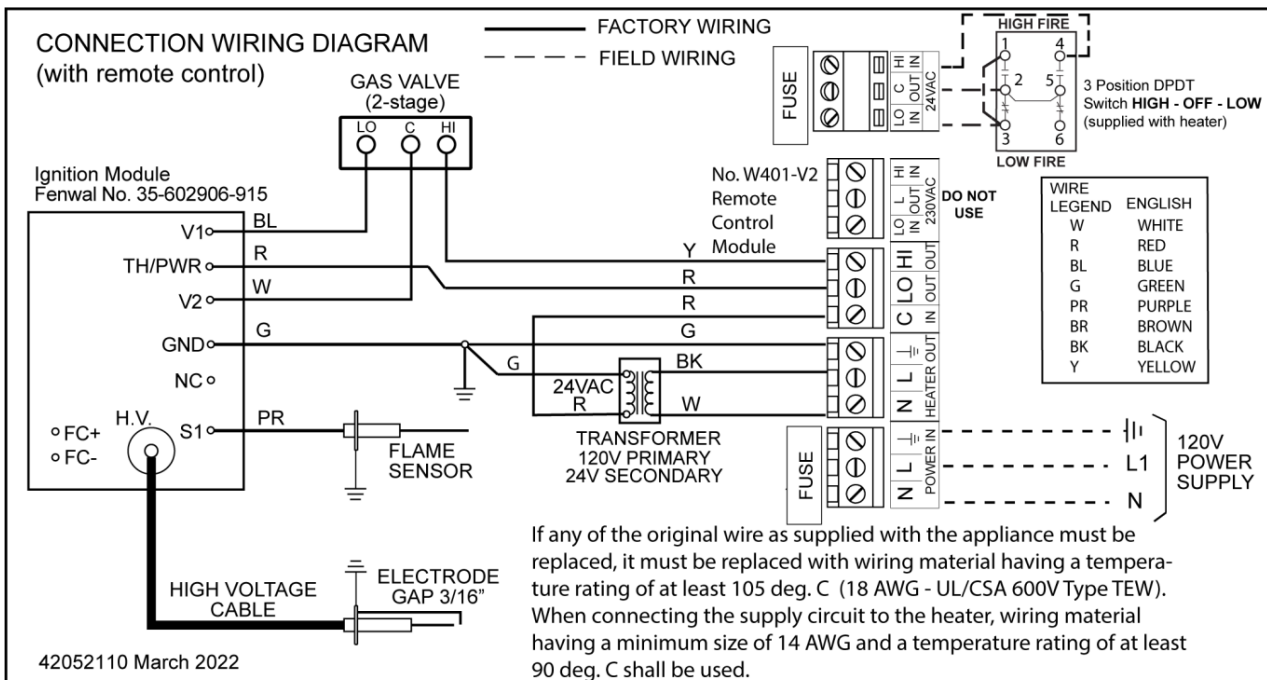 CONNECTION WIRING DIAGRAM
(with remote control)
FACTORY WIRING
FIELD WIRING
GAS VALVE
(2-stage)
LO C HI
Ignition Module
Fenwal No. 35-602906-915
V1
BL
TH/PWR
R
V2
W
GND
G
NC
H.V.
FC+
FC-
S1
PR
FLAME
SENSOR
HIGH VOLTAGE
CABLE
ELECTRODE
GAP 3/16”
42052110 March 2022
Y
R
R
G
G
BK
24VAC
R
W
TRANSFORMER
120V PRIMARY
24V SECONDARY
FUSE
HI IN
C OUT
LO IN
24VAC
HIGH FIRE
1 4
2 5
3 6
LOW FIRE
3 Position DPDT
Switch HIGH - OFF - LOW
(supplied with heater)
No. W401-V2
Remote
Control
Module
HI IN
L OUT
LO IN
230VAC
DO NOT
USE
HI OUT
LO OUT
C IN
L
N
HEATER OUT
FUSE
L
N
POWER IN
WIRE
LEGEND ENGLISH
W WHITE
R RED
BL BLUE
G GREEN
PR PURPLE
BR BROWN
BK BLACK
Y YELLOW
L1
N
120V
POWER
SUPPLY
If any of the original wire as supplied with the appliance must be
replaced, it must be replaced with wiring material having a tempera-
ture rating of at least 105 deg. C (18 AWG - UL/CSA 600V Type TEW).
When connecting the supply circuit to the heater, wiring material
having a minimum size of 14 AWG and a temperature rating of at least
90 deg. C shall be used.